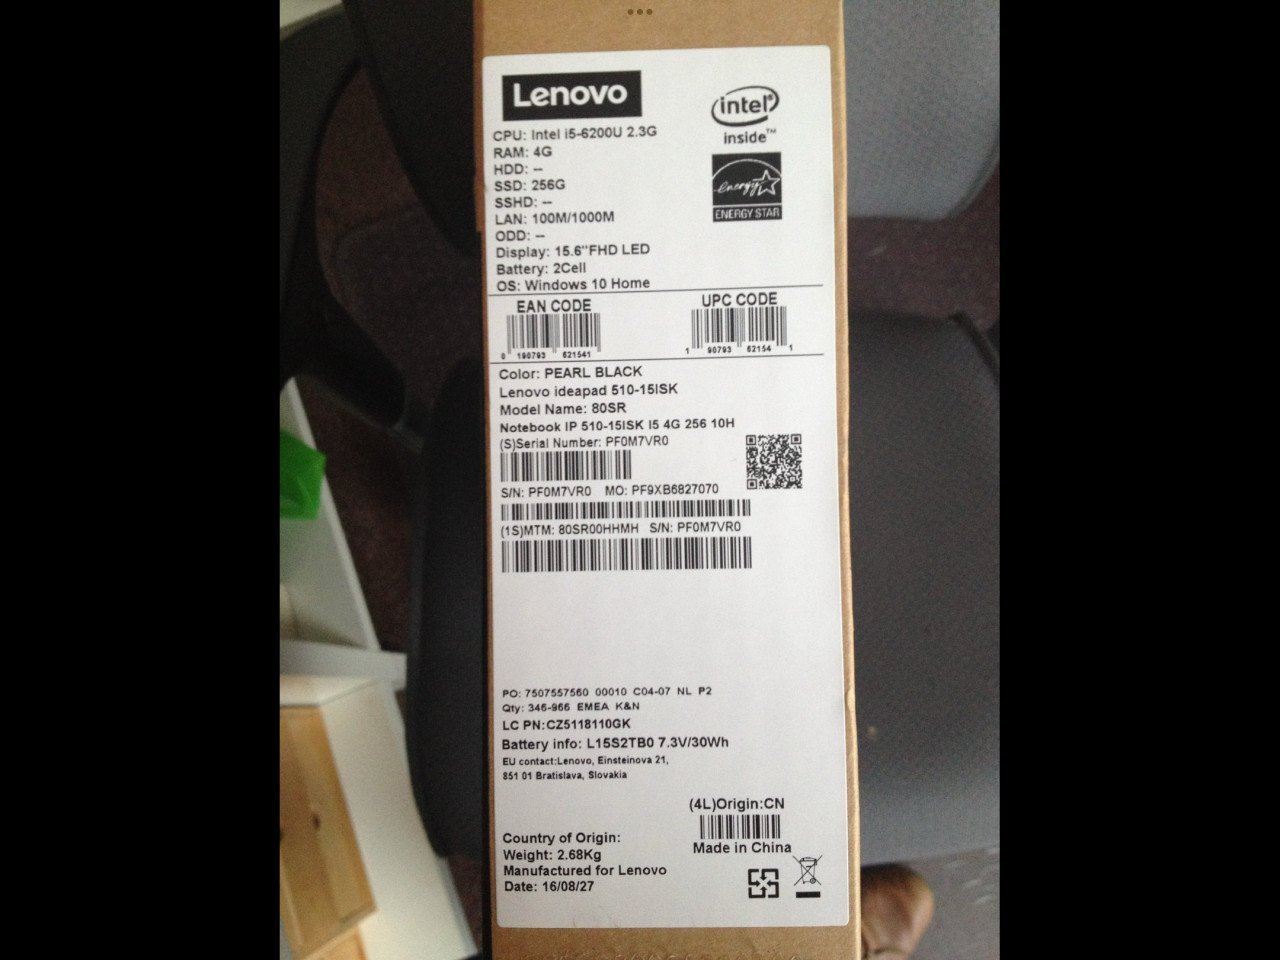 Lenovo
intel®
inside™
ENERGY STAR
CPU: Intel i5-6200U 2.3G
RAM: 4G
HDD: --
SSD: 256G
SSHD: --
LAN: 100M/1000M
ODD: --
Display: 15.6"FHD LED
Battery: 2Cell
OS: Windows 10 Home
EAN CODE
0 190793 621541
UPC CODE
1 90793 62154 1
Color: PEARL BLACK
Lenovo ideapad 510-15ISK
Model Name: 80SR
Notebook IP 510-15ISK I5 4G 256 10H
(S)Serial Number: PF0M7VR0
S/N: PF0M7VR0 MO: PF9XB6827070
(1S)MTM: 80SR00HHMH S/N: PF0M7VR0
PO: 7507557560 00010 C04-07 NL P2
Qty: 346-966 EMEA K&N
LC PN:CZ5118110GK
Battery info: L15S2TB0 7.3V/30Wh
EU contact:Lenovo, Einsteinova 21,
851 01 Bratislava, Slovakia
(4L)Origin:CN
Made in China
Country of Origin:
Weight: 2.68Kg
Manufactured for Lenovo
Date: 16/08/27